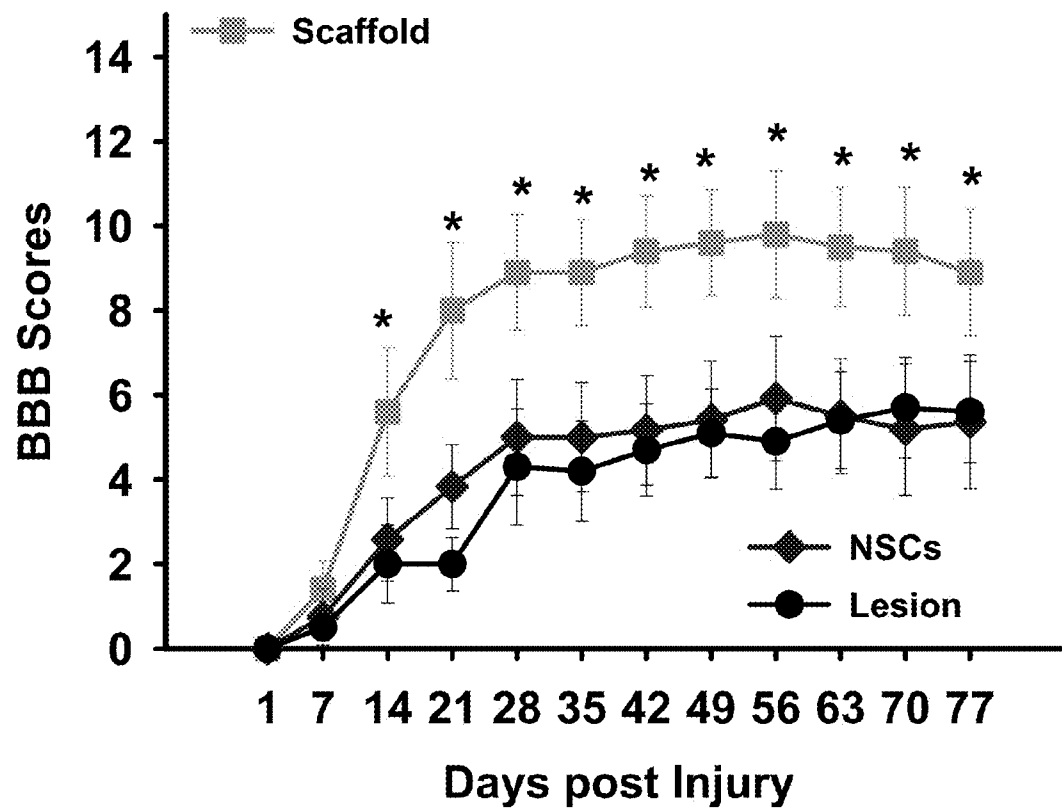 Scaffold
14
12
10
8
6
4
2
0
BBB Scores
* * * * * * * * * *
NSCs
Lesion
1 7 14 21 28 35 42 49 56 63 70 77
Days post Injury